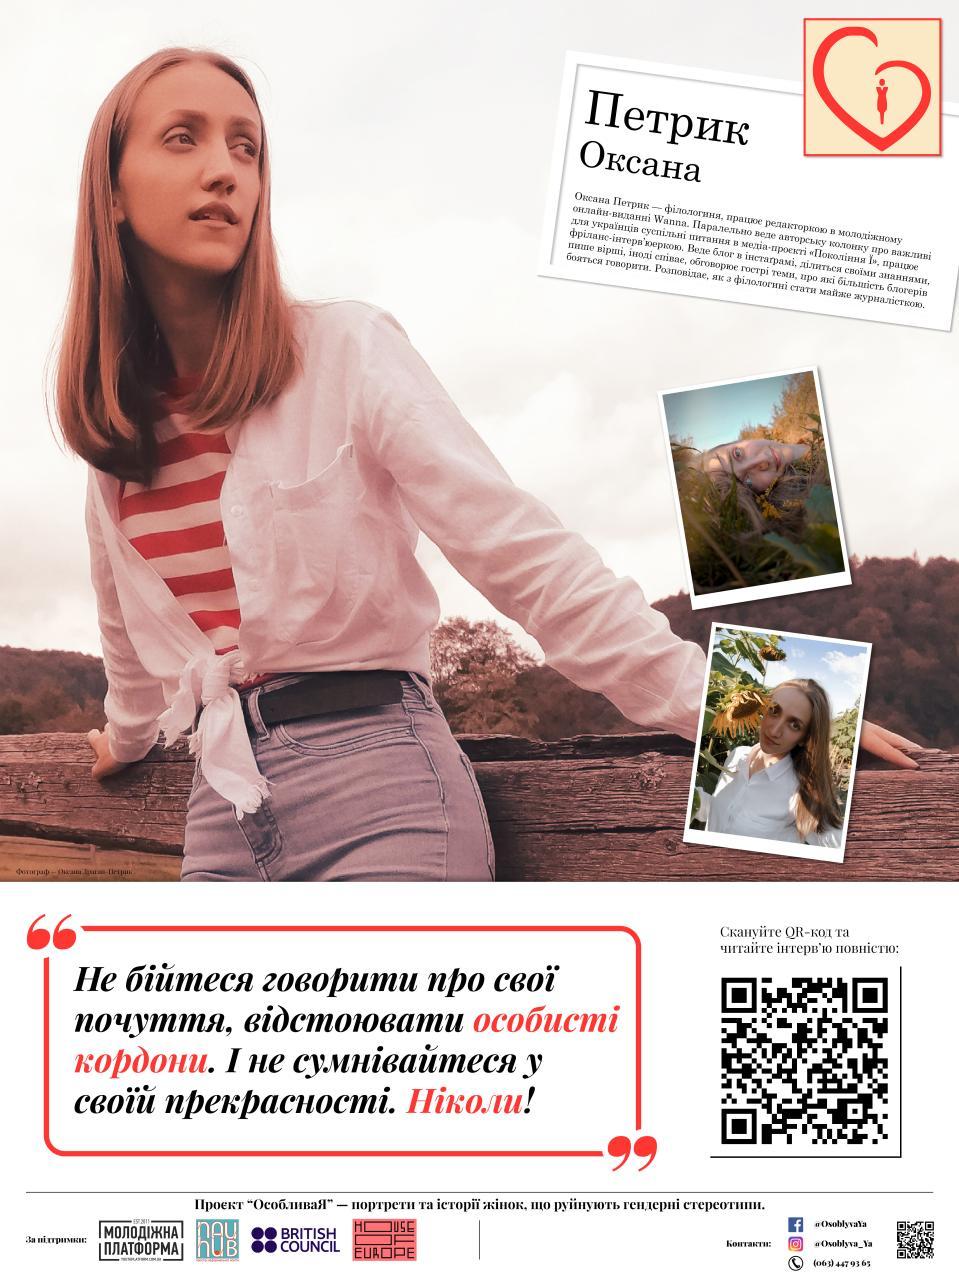 Петрик
Оксана
Оксана Петрик — філологиня, працює редакторкою в молодіжному
онлайн-виданні Wanna. Паралельно веде авторську колонку про важливі
для українців суспільні питання в медіа-проєкті «Покоління Ї», працює
фріланс-інтерв'юеркою. Веде блог в інстаграмі, ділиться своїми знаннями,
пише вірші, іноді співає, обговорює гострі теми, про які більшість блогерів
бояться говорити. Розповідає, як з філологині стати майже журналісткою.
Фотограф — Оксана Драган-Петрик
Не бійтеся говорити про свої
почуття, відстоювати особисті
кордони. І не сумнівайтеся у
своїй прекрасності. Ніколи!
Скануйте QR-код та
читайте інтерв'ю повністю:
Проєкт “ОсобливаЯ” — портрети та історії жінок, що руйнують гендерні стереотипи.
За підтримки:
EST.2011
МОЛОДІЖНА
ПЛАТФОРМА
NAU
HUB
BRITISH
COUNCIL
HOUSE
OF
EUROPE
Контакти:
@OsoblyvaYa
@Osoblyva_Ya
(063) 447 93 65